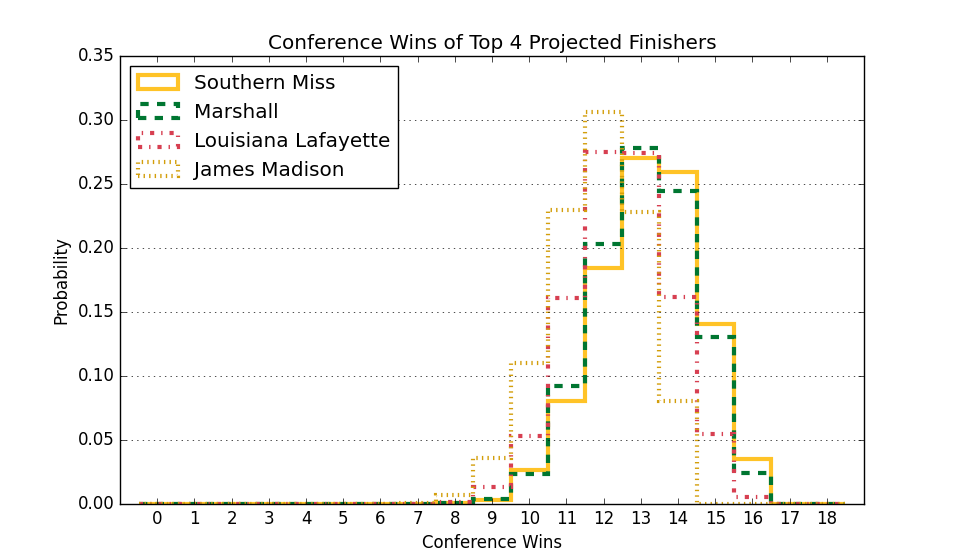 Conference Wins of Top 4 Projected Finishers
0.35
0.30
0.25
0.20
0.15
0.10
0.05
0.00
Probability
Southern Miss
Marshall
Louisiana Lafayette
James Madison
0 1 2 3 4 5 6 7 8 9 10 11 12 13 14 15 16 17 18
Conference Wins